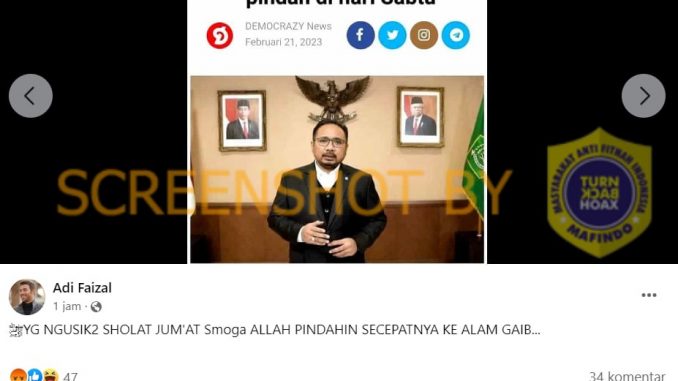 pindah di hari Sabtu
DEMOCRAZY News
Februari 21, 2023
SCREENSHOT BY
MASYARAKAT ANTI FITNAH INDONESIA
TURN
BACK
HOAX
MAFINDO
Adi Faizal
1 jam
YG NGUSIK2 SHOLAT JUM'AT Smoga ALLAH PINDAHIN SECEPATNYA KE ALAM GAIB...
47
34 komentar